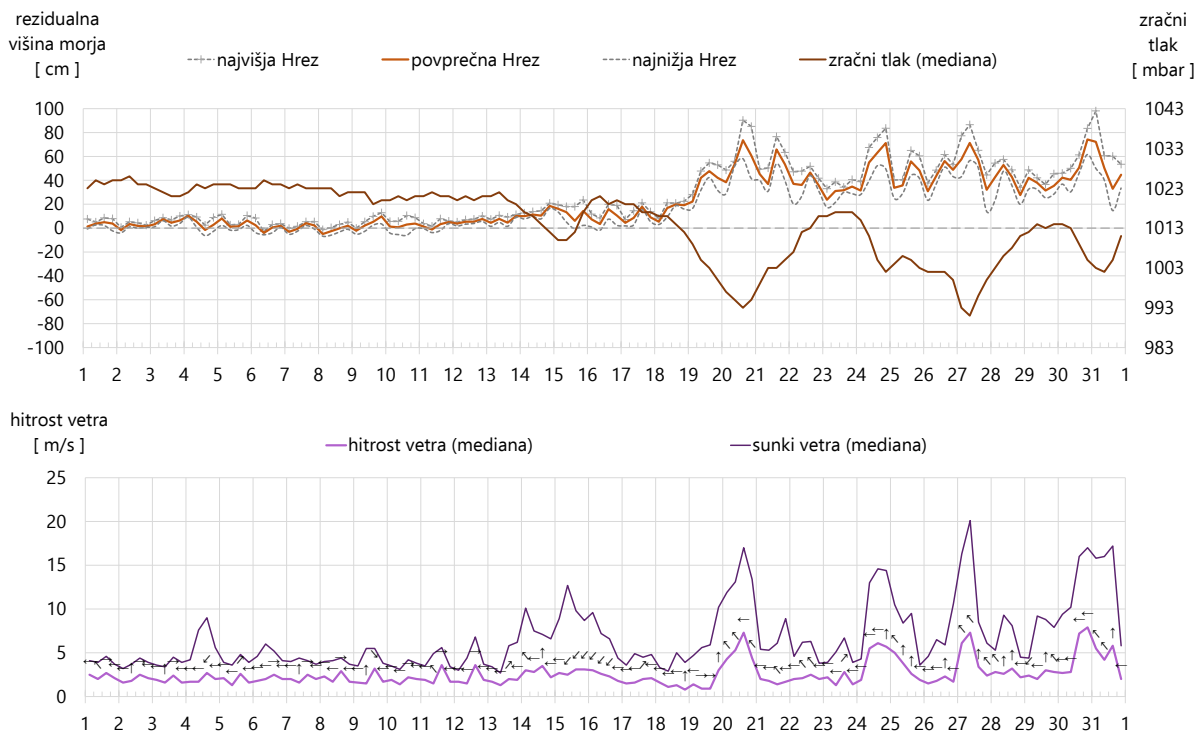 rezidualna
višina morja
[ cm ]
zračni
tlak
[ mbar ]
najvišja Hrez povprečna Hrez najnižja Hrez zračni tlak (mediana)
100 1043
80
60 1033
40
20 1023
0 1013
-20
-40 1003
-60
-80 993
-100 983
1 2 3 4 5 6 7 8 9 10 11 12 13 14 15 16 17 18 19 20 21 22 23 24 25 26 27 28 29 30 31 1
hitrost vetra
[ m/s ]
hitrost vetra (mediana) sunki vetra (mediana)
25
20
15
10
5
0
1 2 3 4 5 6 7 8 9 10 11 12 13 14 15 16 17 18 19 20 21 22 23 24 25 26 27 28 29 30 31 1